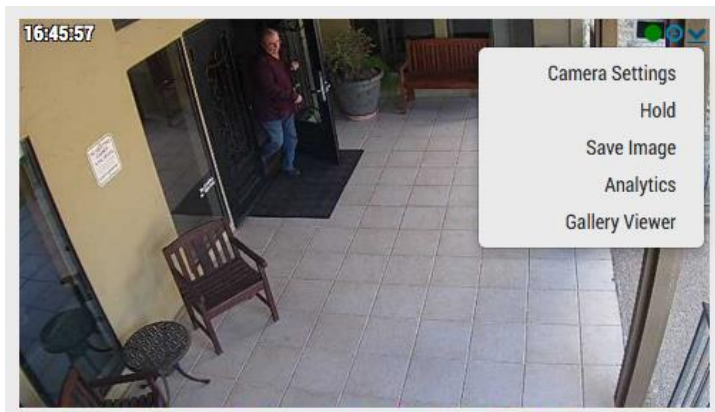 16:45:57
Camera Settings
Hold
Save Image
Analytics
Gallery Viewer